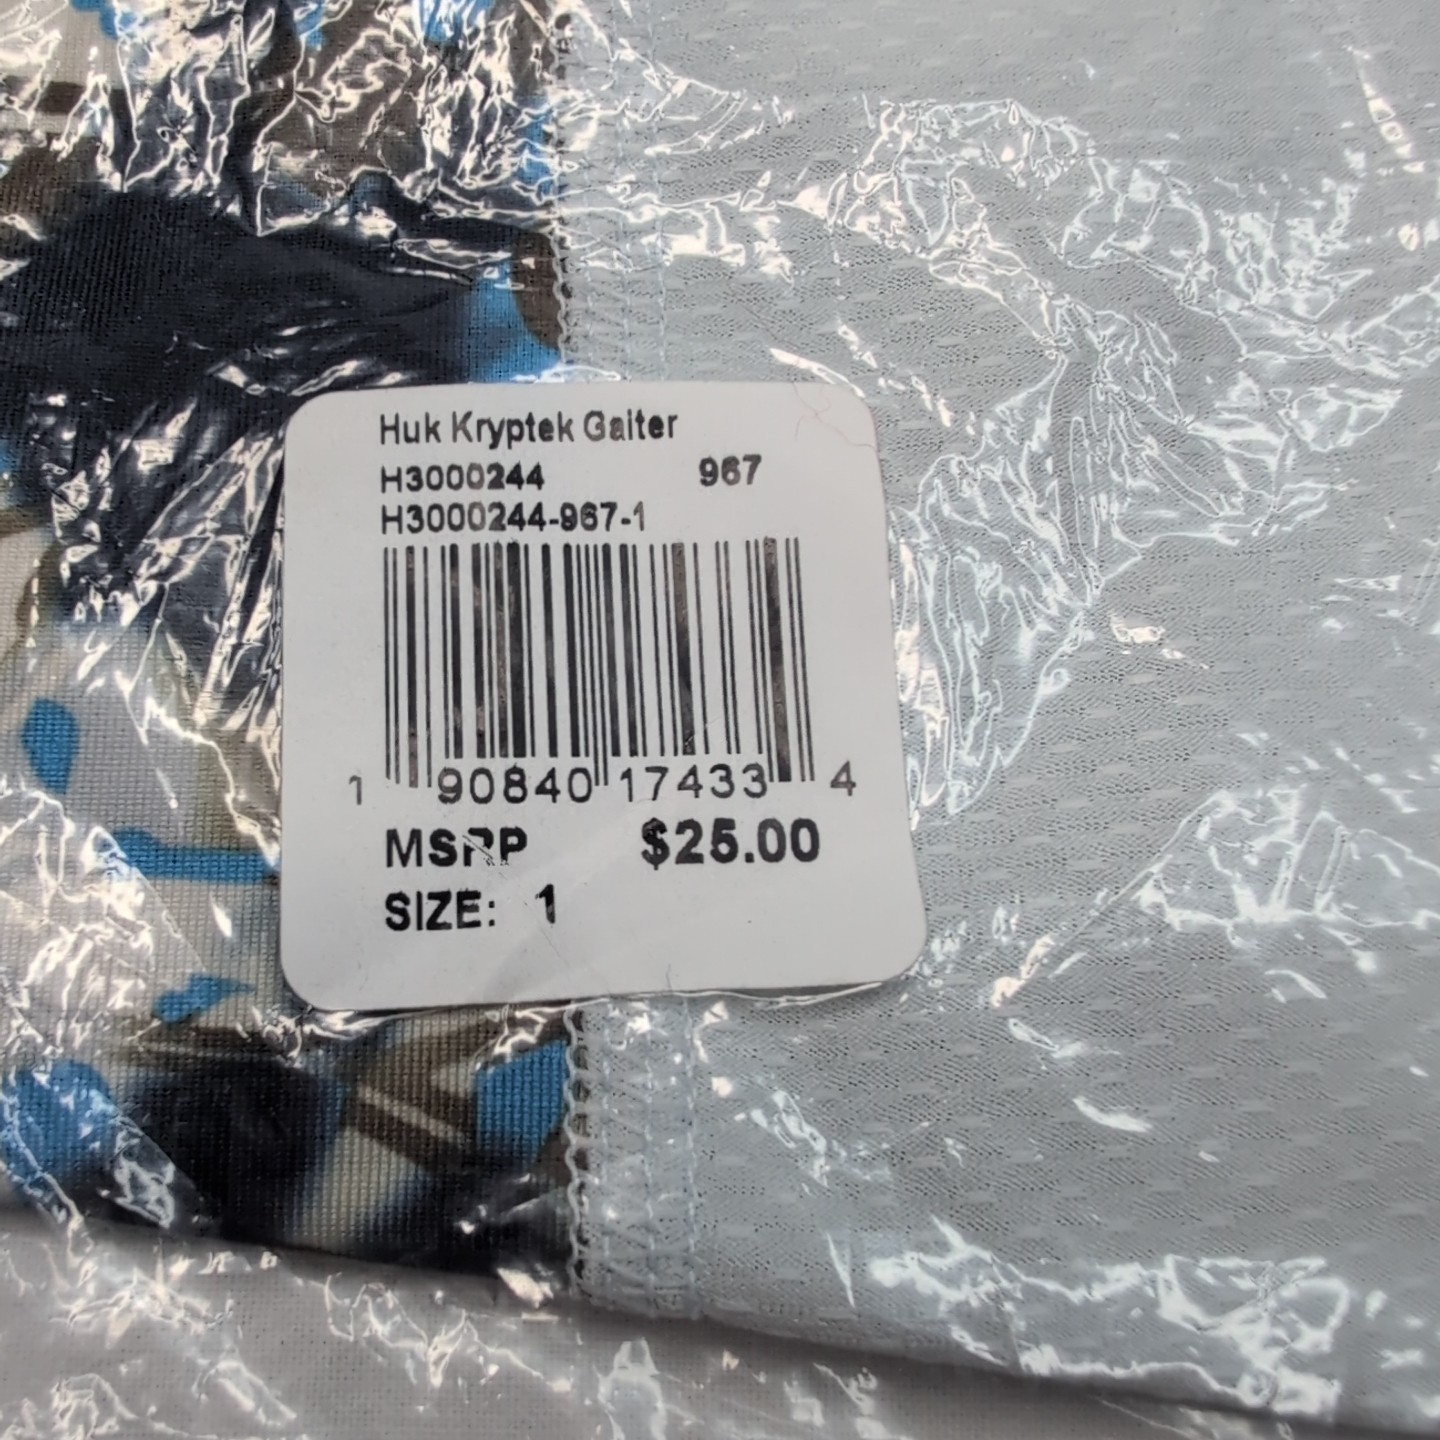 Huk Kryptek Gaiter
H3000244 967
H3000244-967-1
1 90840 17433 4
MSRP $25.00
SIZE: 1